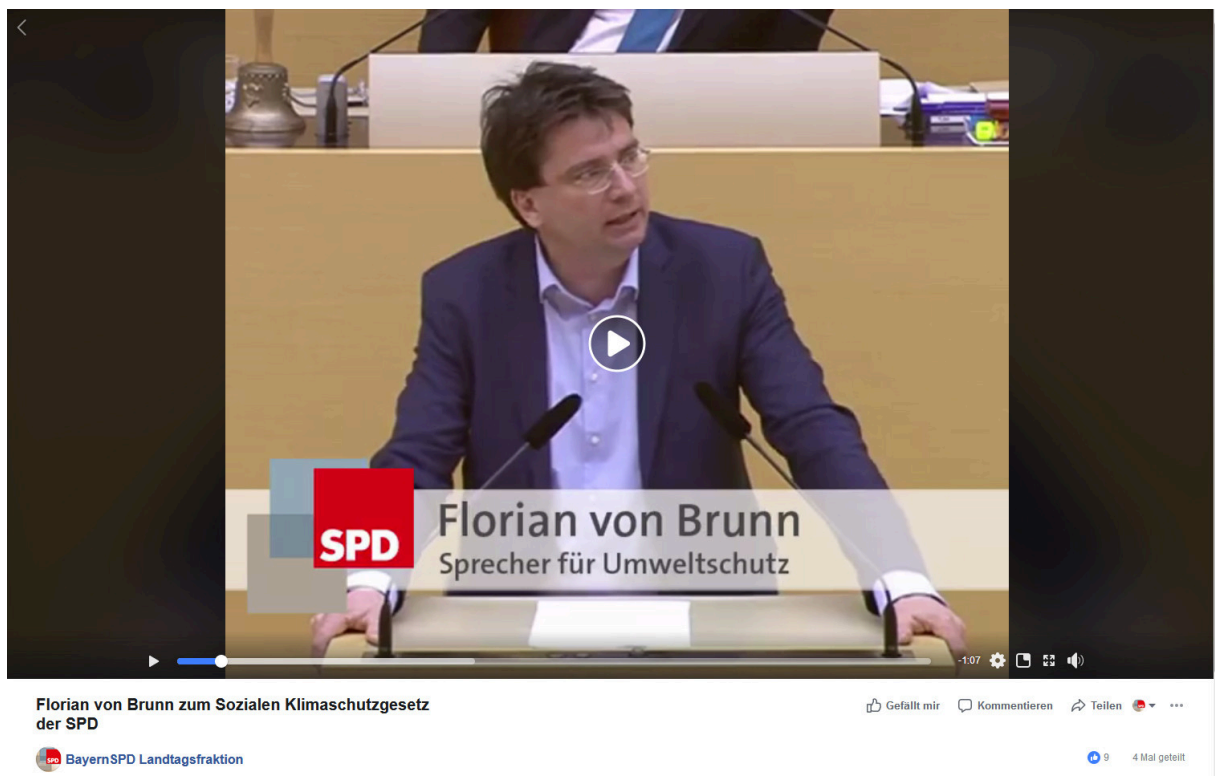 SPD
Florian von Brunn
Sprecher für Umweltschutz
-1:07
Florian von Brunn zum Sozialen Klimaschutzgesetz
der SPD
Gefällt mir
Kommentieren
Teilen
SPD
BayernSPD Landtagsfraktion
9
4 Mal geteilt